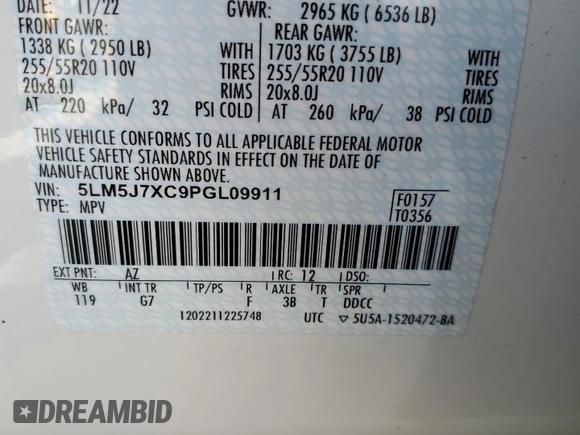 DATE: 11/22 GVWR: 2965 KG ( 6536 LB)
FRONT GAWR: REAR GAWR:
1338 KG ( 2950 LB) WITH 1703 KG ( 3755 LB) WITH
255/55R20 110V TIRES 255/55R20 110V TIRES
20x8.0J RIMS 20x8.0J RIMS
AT 220 kPa/ 32 PSI COLD AT 260 kPa/ 38 PSI COLD
THIS VEHICLE CONFORMS TO ALL APPLICABLE FEDERAL MOTOR
VEHICLE SAFETY STANDARDS IN EFFECT ON THE DATE OF
MANUFACTURE SHOWN ABOVE.
VIN: 5LM5J7XC9PGL09911 F0157
TYPE: MPV T0356
EXT PNT: AZ RC: 12 DSO:
WB INT TR TP/PS R AXLE TR SPR
119 G7 F 3B T DDCC
1202211225748 UTC ▽ 5U5A-1520472-BA
DREAMBID